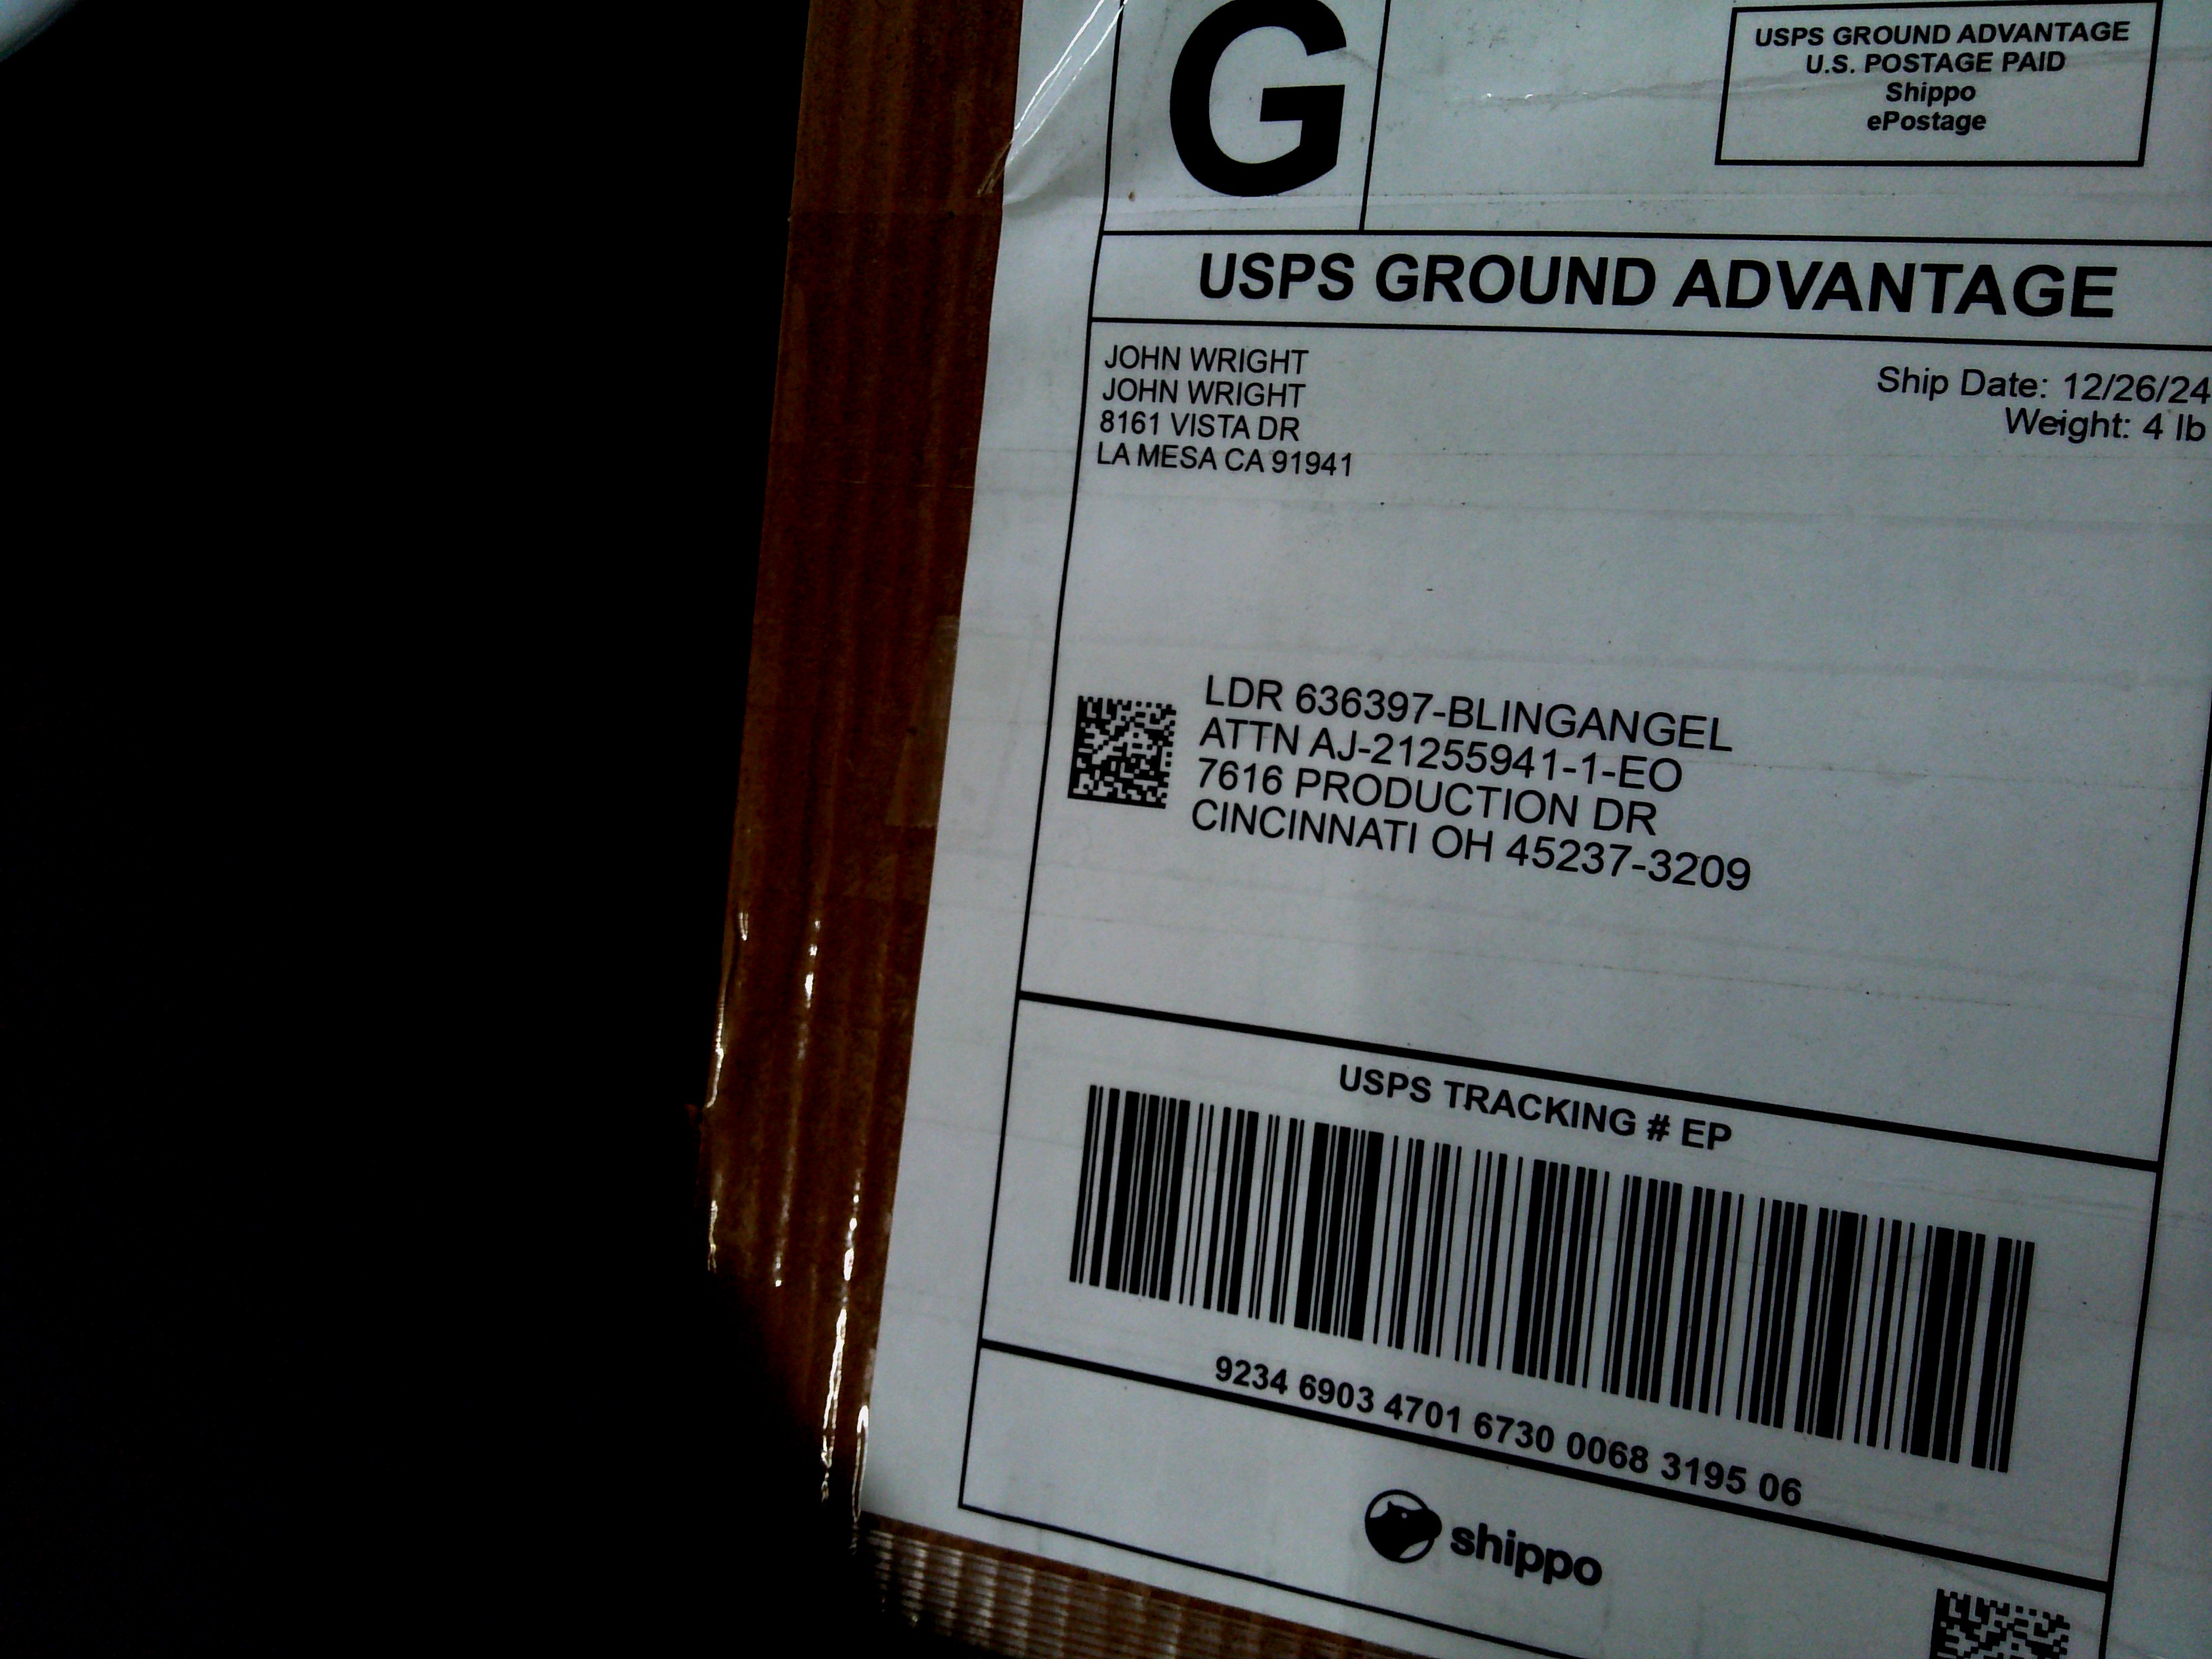 G
USPS GROUND ADVANTAGE
U.S. POSTAGE PAID
Shippo
ePostage
USPS GROUND ADVANTAGE
JOHN WRIGHT
JOHN WRIGHT
8161 VISTA DR
LA MESA CA 91941
Ship Date: 12/26/24
Weight: 4 lb
LDR 636397-BLINGANGEL
ATTN AJ-21255941-1-EO
7616 PRODUCTION DR
CINCINNATI OH 45237-3209
USPS TRACKING # EP
9234 6903 4701 6730 0068 3195 06
shippo